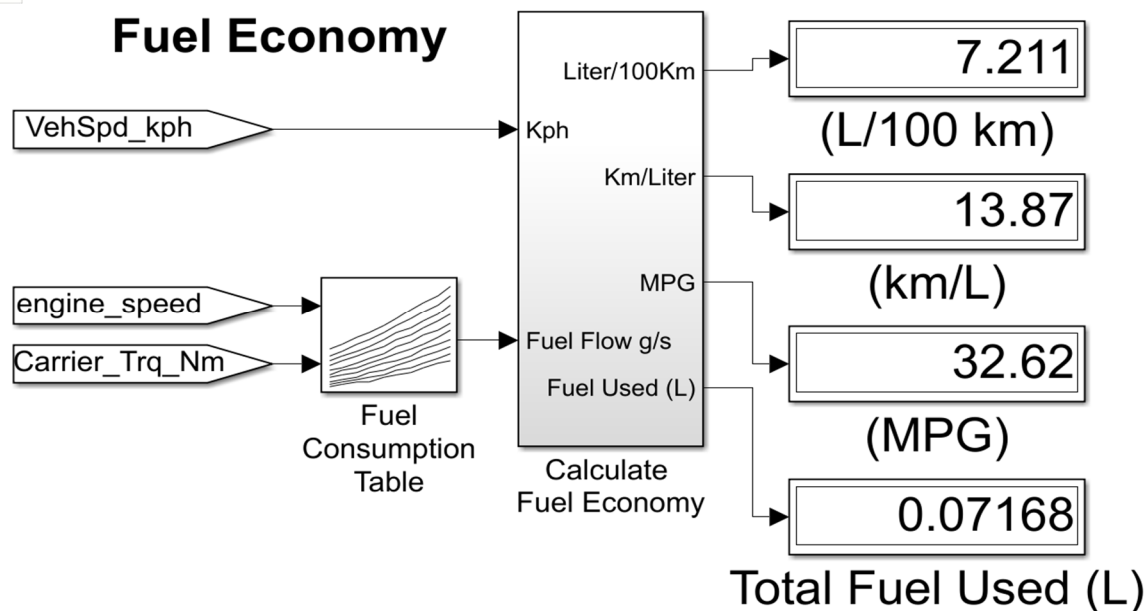 Fuel Economy
VehSpd_kph
engine_speed
Carrier_Trq_Nm
Fuel
Consumption
Table
Liter/100Km
Kph
Km/Liter
MPG
Fuel Flow g/s
Fuel Used (L)
Calculate
Fuel Economy
7.211
(L/100 km)
13.87
(km/L)
32.62
(MPG)
0.07168
Total Fuel Used (L)